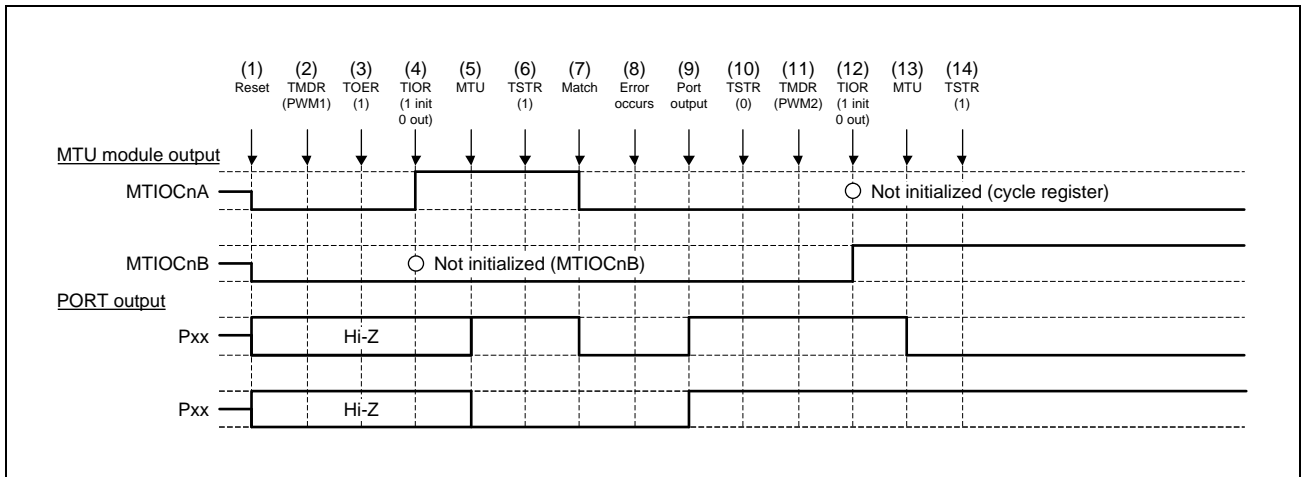 (1) (2) (3) (4) (5) (6) (7) (8) (9) (10) (11) (12) (13) (14)
Reset TMDR TOER TIOR MTU TSTR Match Error Port TSTR TMDR TIOR MTU TSTR
(PWM1) (1) (1 init (1) occurs output (0) (PWM2) (1 init (1)
0 out) 0 out)
MTU module output
MTIOCnA Not initialized (cycle register)
MTIOCnB Not initialized (MTIOCnB)
PORT output
Pxx Hi-Z
Pxx Hi-Z